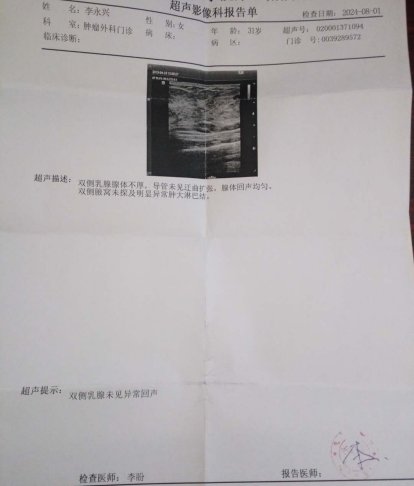 超声影像科报告单
检查日期: 2024-08-01
姓 名: 李永兴 性 别: 女 年 龄: 31岁 超声号: 020001371094
科 室: 肿瘤外科门诊 病 床: 病 区: 门诊 号: 0039289572
临床诊断:
超声描述: 双侧乳腺腺体不厚, 导管未见迂曲扩张。腺体回声均匀。
双侧腋窝未探及明显异常肿大淋巴结。
超声提示: 双侧乳腺未见异常回声
检查医师: 李盼 报告医师: